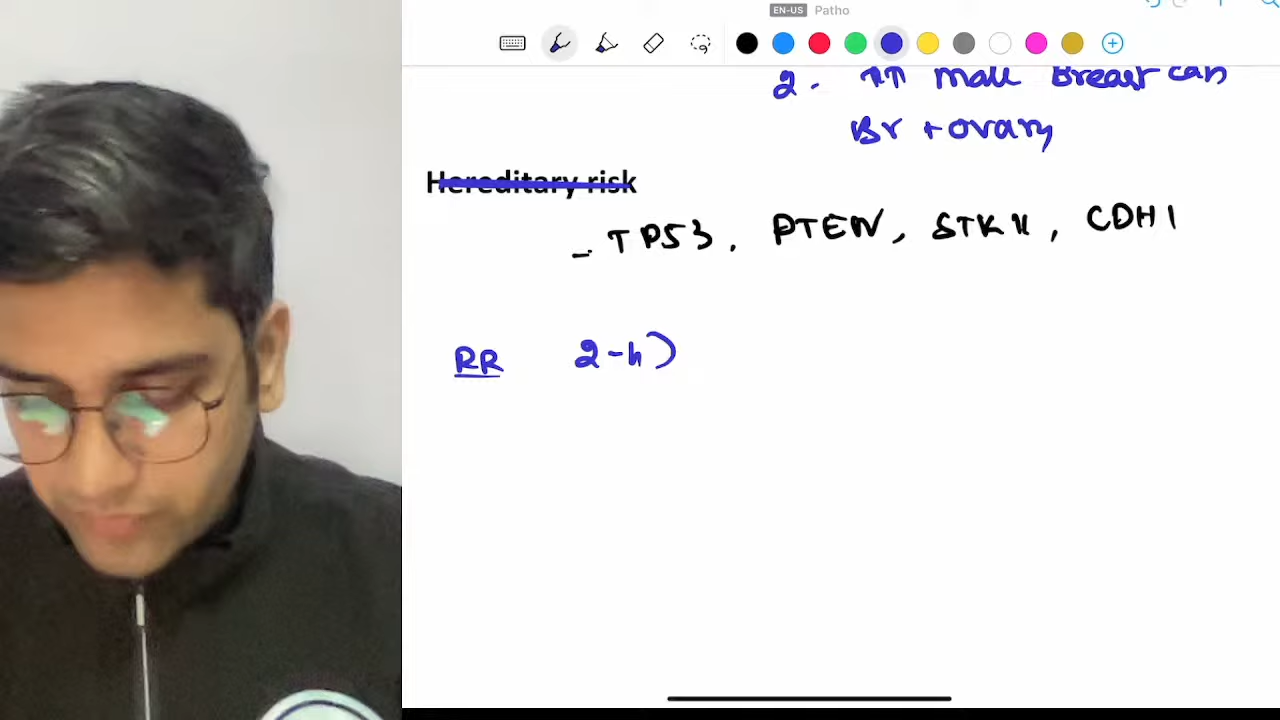 EN-US Patho
2. ↑↑ male Breast can
Br + ovary
Hereditary risk
- TP53, PTEN, STK11, CDH1
RR 2-4)